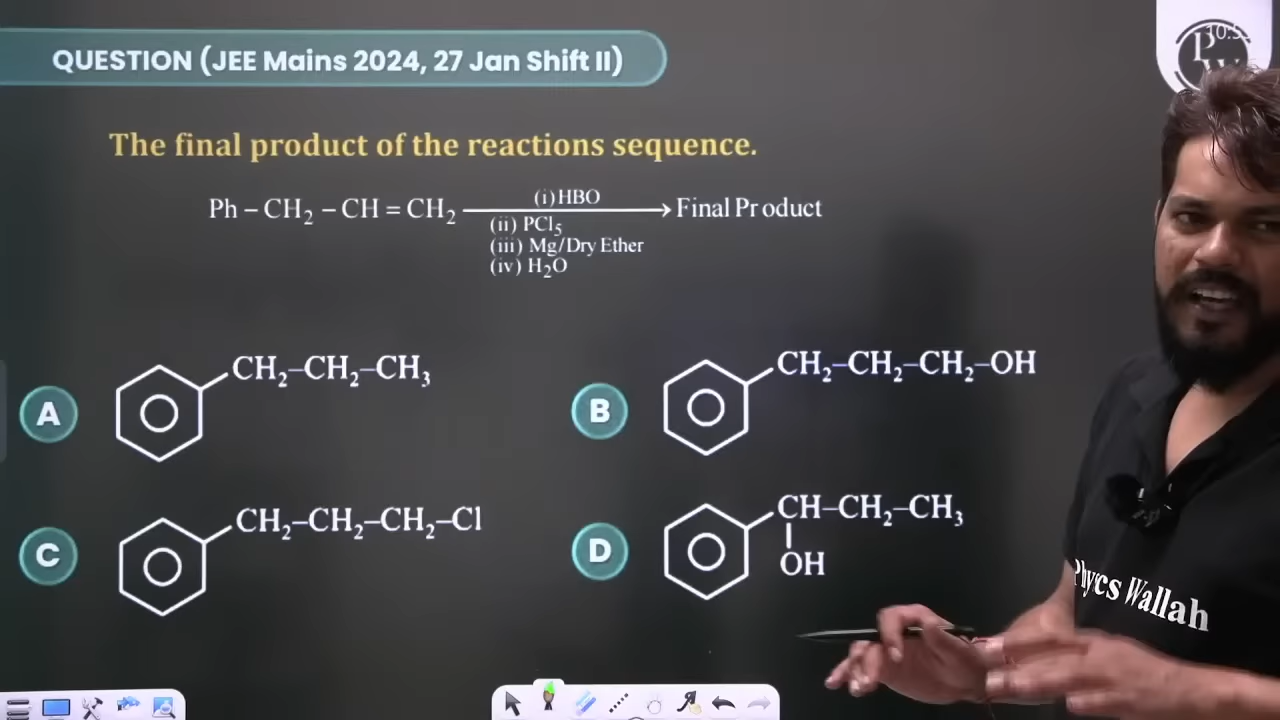 QUESTION (JEE Mains 2024, 27 Jan Shift II)
The final product of the reactions sequence.
Ph – CH₂ – CH = CH₂ (i) HBO → Final Product
(ii) PCl₅
(iii) Mg/Dry Ether
(iv) H₂O
A CH₂–CH₂–CH₃
B CH₂–CH₂–CH₂–OH
C CH₂–CH₂–CH₂–Cl
D CH–CH₂–CH₃
OH
Physcs Wallah